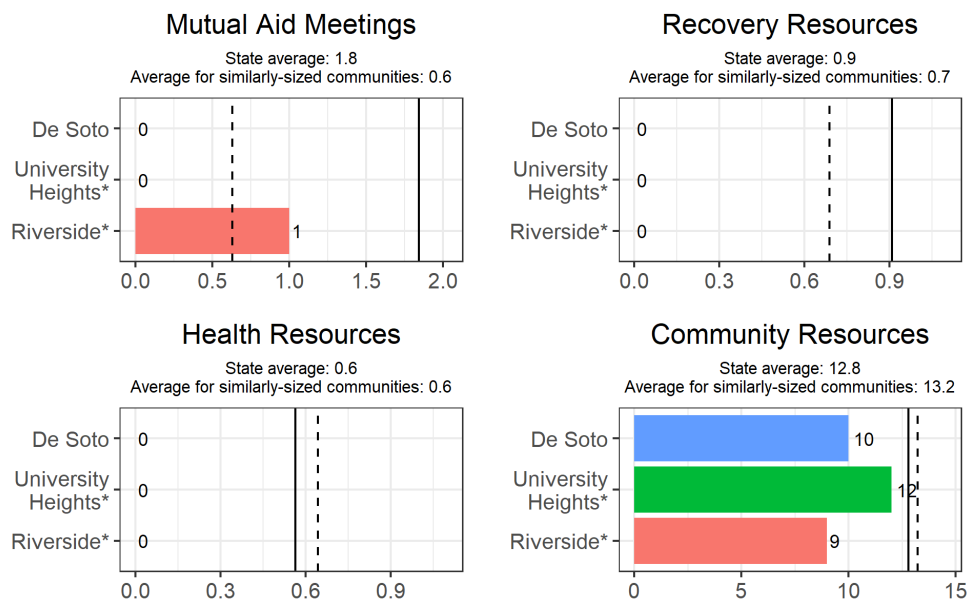 Mutual Aid Meetings
State average: 1.8
Average for similarly-sized communities: 0.6
De Soto
0
University
Heights*
0
Riverside*
1
0.0 0.5 1.0 1.5 2.0
Recovery Resources
State average: 0.9
Average for similarly-sized communities: 0.7
De Soto
0
University
Heights*
0
Riverside*
0
0.0 0.3 0.6 0.9
Health Resources
State average: 0.6
Average for similarly-sized communities: 0.6
De Soto
0
University
Heights*
0
Riverside*
0
0.0 0.3 0.6 0.9
Community Resources
State average: 12.8
Average for similarly-sized communities: 13.2
De Soto
10
University
Heights*
12
Riverside*
9
0 5 10 15